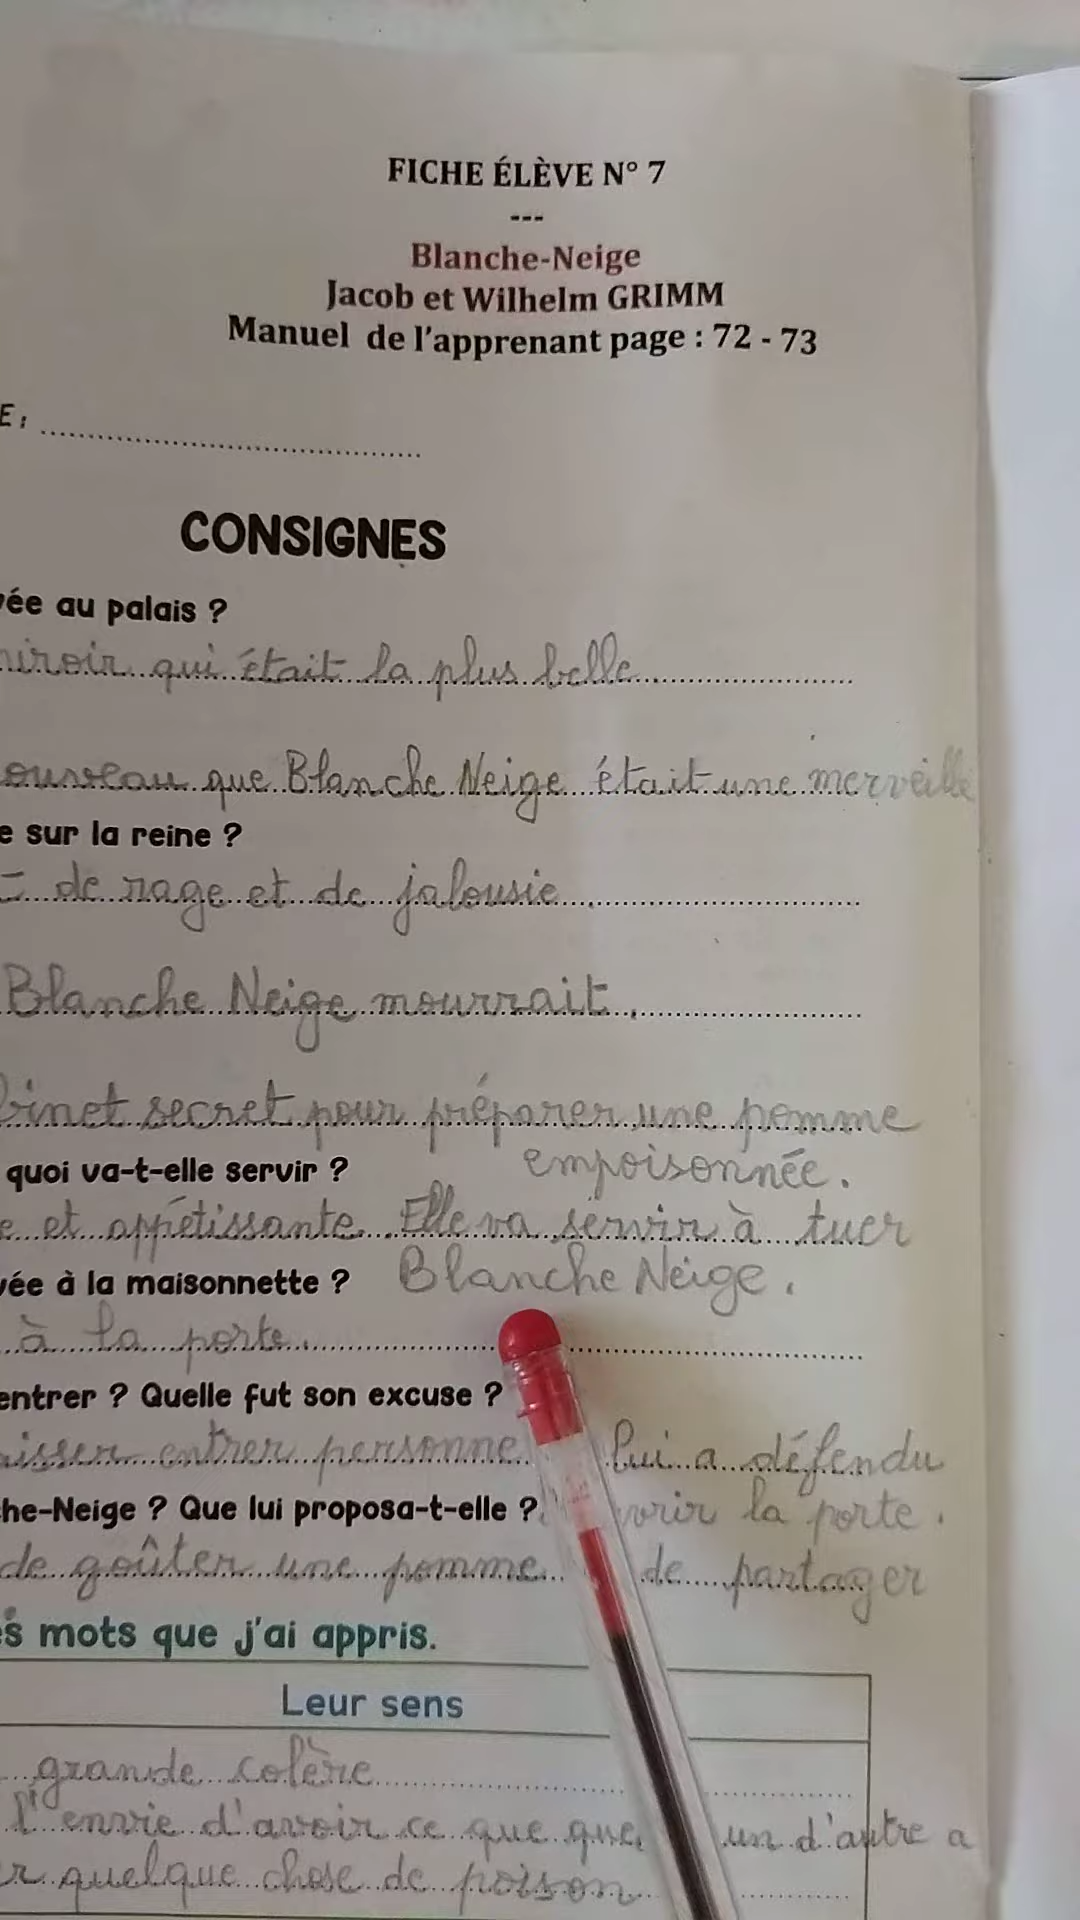 FICHE ÉLÈVE N° 7
---
Blanche-Neige
Jacob et Wilhelm GRIMM
Manuel de l'apprenant page : 72 - 73
E :
CONSIGNES
ée au palais ?
miroir qui était la plus belle
ouveau que Blanche Neige était une merveille
e sur la reine ?
de rage et de jalousie
Blanche Neige mourrait.
binet secret pour préparer une pomme
empoisonnée.
quoi va-t-elle servir ?
e et appétissante. Elle va servir à tuer
Blanche Neige.
vée à la maisonnette ?
à la porte.
entrer ? Quelle fut son excuse ?
aisser entrer personne lui a défendu
vrir la porte.
he-Neige ? Que lui proposa-t-elle ?
de goûter une pomme de partager
es mots que j'ai appris.
Leur sens
grande colère
l'envie d'avoir ce que que un d'autre a
r quelque chose de poison